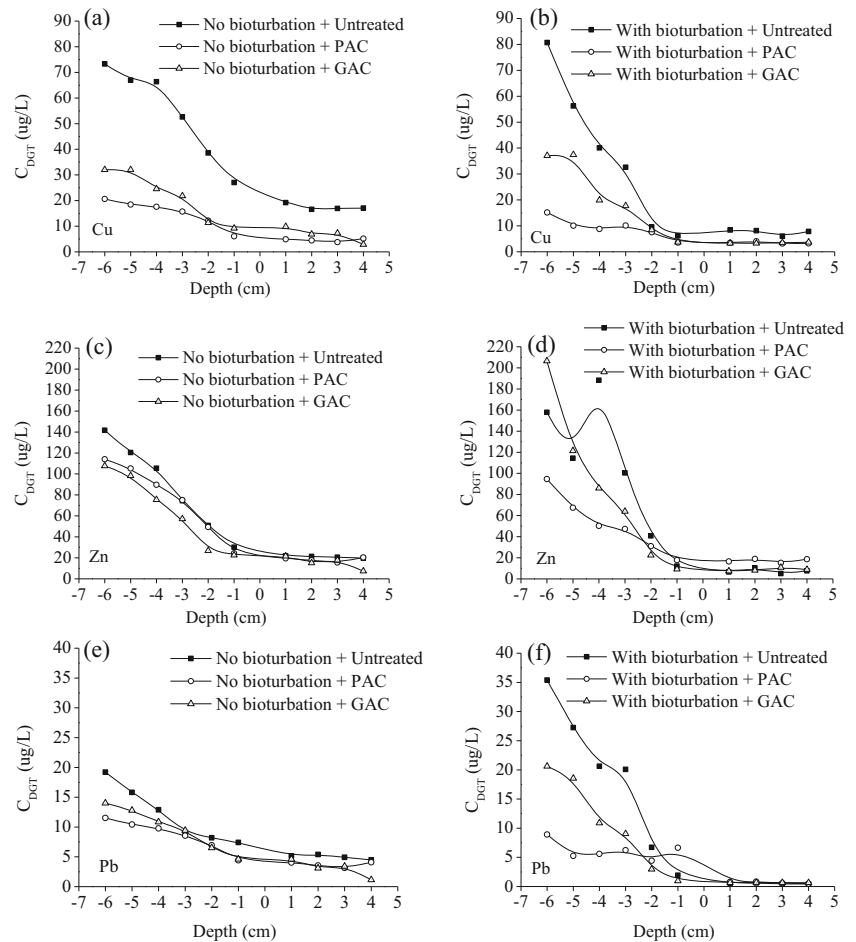 (a)
No bioturbation + Untreated
No bioturbation + PAC
No bioturbation + GAC
C_DGT (ug/L)
90
80
70
60
50
40
30
20
10
0
Cu
-7 -6 -5 -4 -3 -2 -1 0 1 2 3 4 5
Depth (cm)
(b)
With bioturbation + Untreated
With bioturbation + PAC
With bioturbation + GAC
C_DGT (ug/L)
90
80
70
60
50
40
30
20
10
0
Cu
-7 -6 -5 -4 -3 -2 -1 0 1 2 3 4 5
Depth (cm)
(c)
No bioturbation + Untreated
No bioturbation + PAC
No bioturbation + GAC
C_DGT (ug/L)
220
200
180
160
140
120
100
80
60
40
20
0
Zn
-7 -6 -5 -4 -3 -2 -1 0 1 2 3 4 5
Depth (cm)
(d)
With bioturbation + Untreated
With bioturbation + PAC
With bioturbation + GAC
C_DGT (ug/L)
220
200
180
160
140
120
100
80
60
40
20
0
Zn
-7 -6 -5 -4 -3 -2 -1 0 1 2 3 4 5
Depth (cm)
(e)
No bioturbation + Untreated
No bioturbation + PAC
No bioturbation + GAC
C_DGT (ug/L)
40
35
30
25
20
15
10
5
0
Pb
-7 -6 -5 -4 -3 -2 -1 0 1 2 3 4 5
Depth (cm)
(f)
With bioturbation + Untreated
With bioturbation + PAC
With bioturbation + GAC
C_DGT (ug/L)
40
35
30
25
20
15
10
5
0
Pb
-7 -6 -5 -4 -3 -2 -1 0 1 2 3 4 5
Depth (cm)